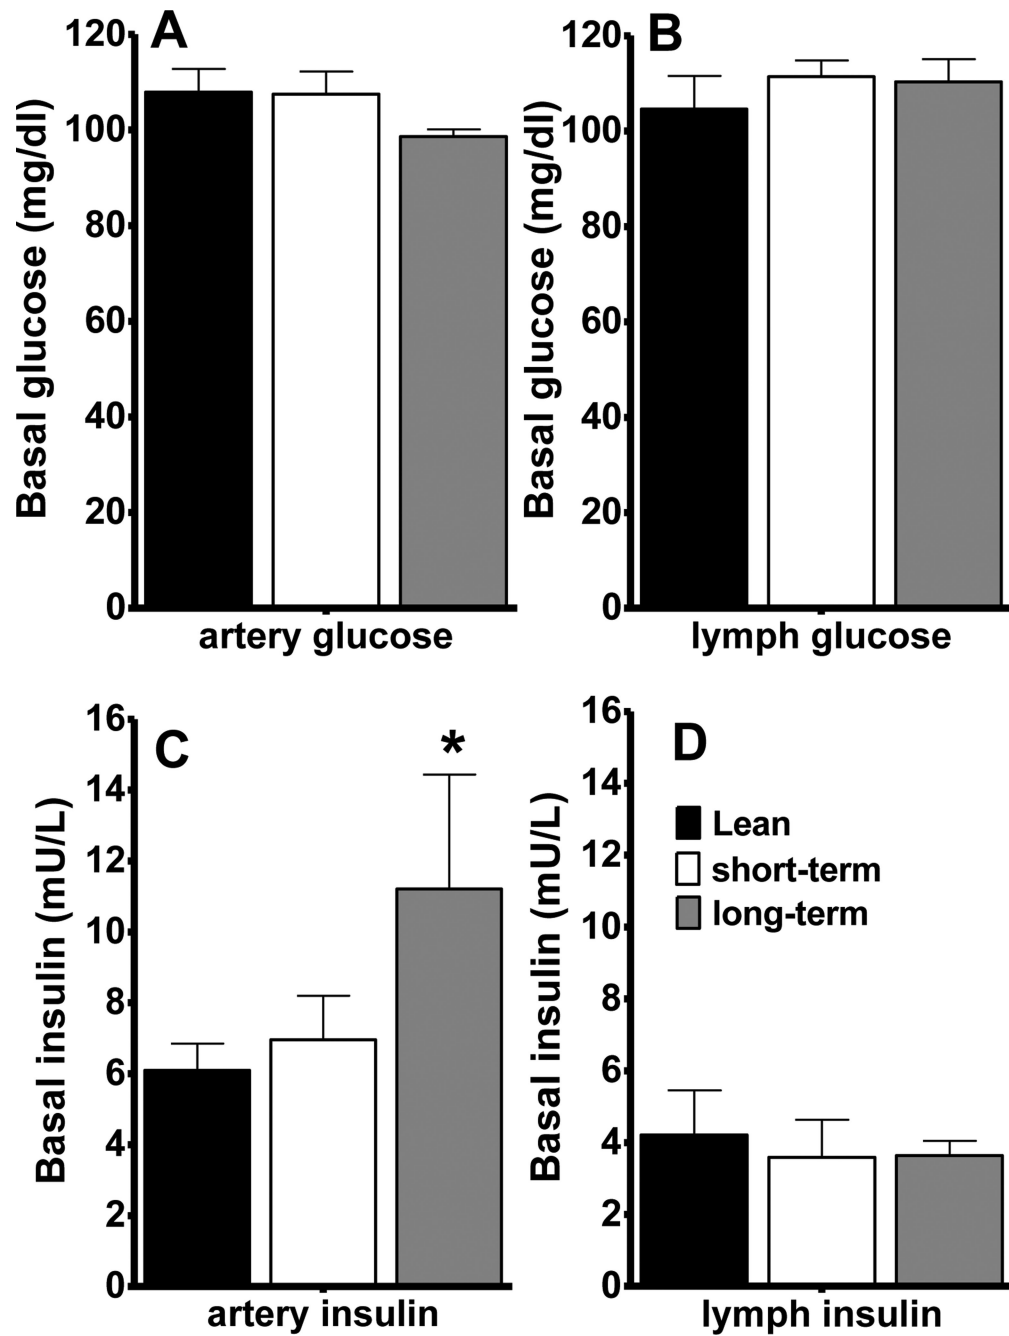 A
Basal glucose (mg/dl)
120
100
80
60
40
20
0
artery glucose
B
Basal glucose (mg/dl)
120
100
80
60
40
20
0
lymph glucose
C
*
Basal insulin (mU/L)
16
14
12
10
8
6
4
2
0
artery insulin
D
Basal insulin (mU/L)
16
14
12
10
8
6
4
2
0
Lean
short-term
long-term
lymph insulin